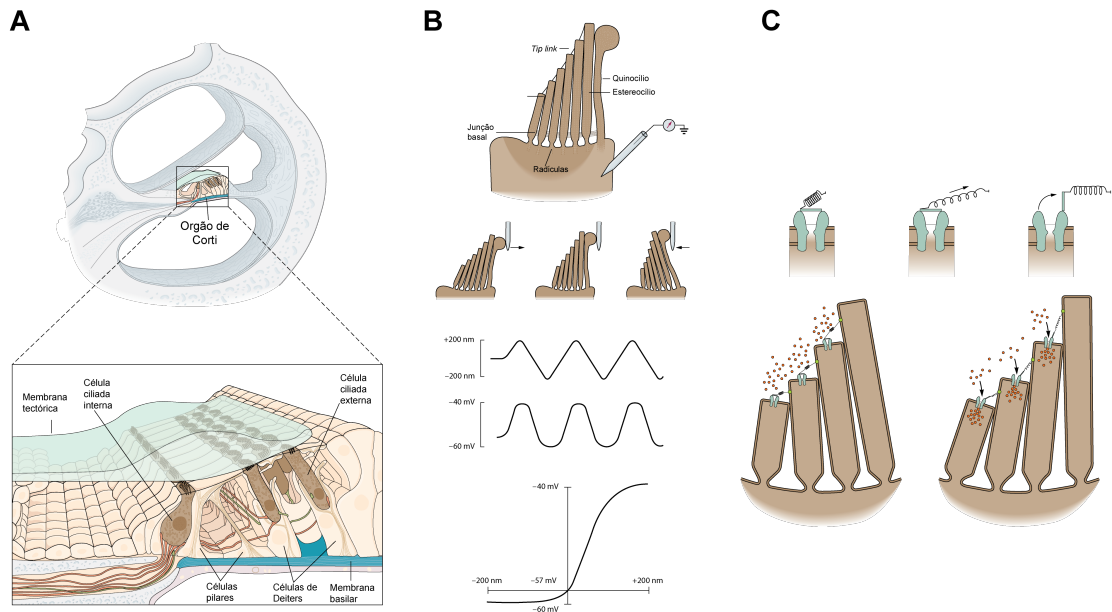 A
Orgão de
Corti
Membrana
tectórica
Célula
ciliada
interna
Célula
ciliada
externa
Células
pilares
Células de
Deiters
Membrana
basilar
B
Tip link
Quinocílio
Estereocílio
Junção
basal
Radículas
+200 nm
−200 nm
−40 mV
−60 mV
−40 mV
−200 nm
−57 mV
+200 nm
−60 mV
C